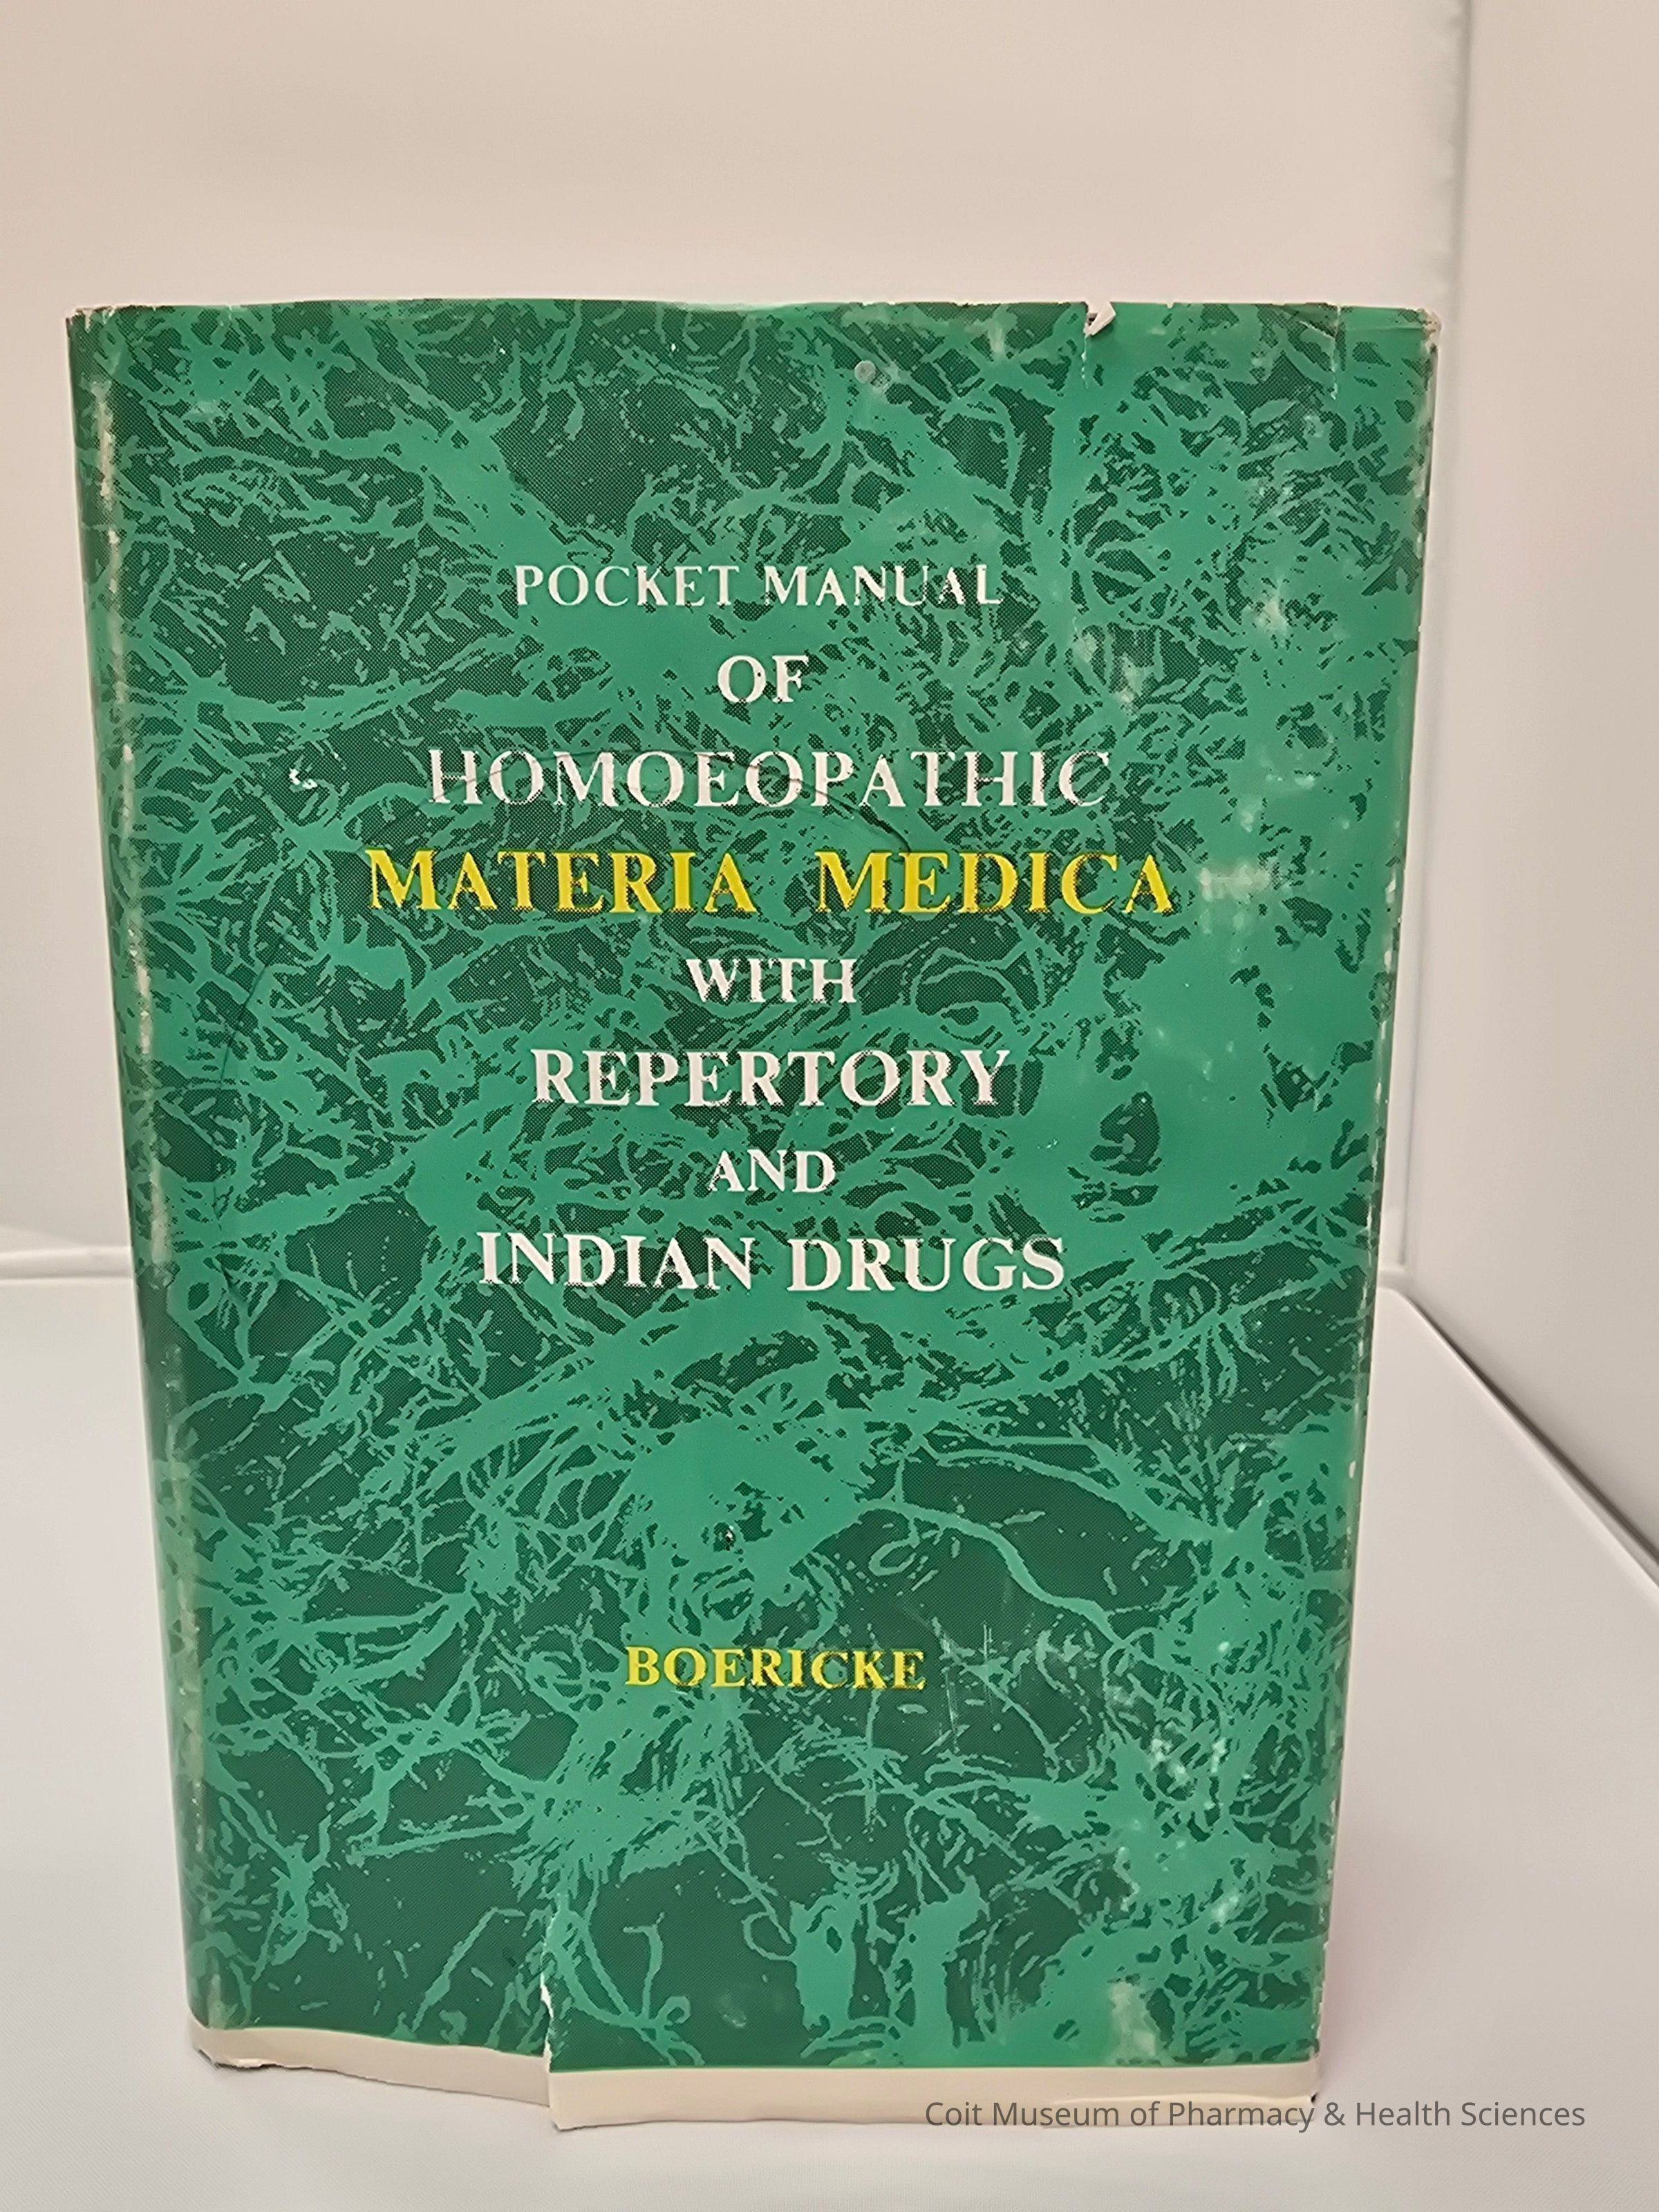 POCKET MANUAL
OF
HOMOEOPATHIC
MATERIA MEDICA
WITH
REPERTORY
AND
INDIAN DRUGS
BOERICKE
Coit Museum of Pharmacy & Health Sciences